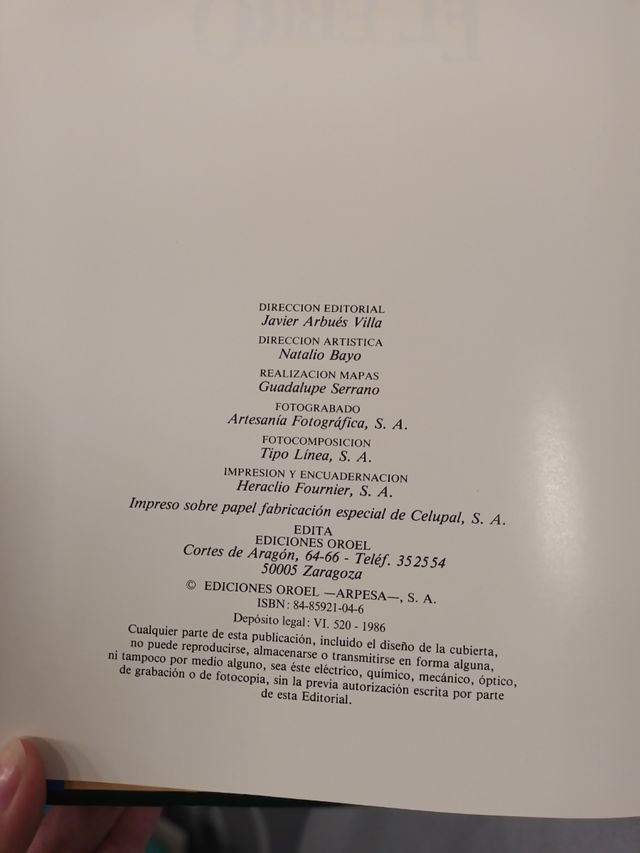 DIRECCION EDITORIAL
Javier Arbués Villa
DIRECCION ARTISTICA
Natalio Bayo
REALIZACION MAPAS
Guadalupe Serrano
FOTOGRABADO
Artesanía Fotográfica, S. A.
FOTOCOMPOSICION
Tipo Línea, S. A.
IMPRESION Y ENCUADERNACION
Heraclio Fournier, S. A.
Impreso sobre papel fabricación especial de Celupal, S. A.
EDITA
EDICIONES OROEL
Cortes de Aragón, 64-66 - Teléf. 352554
50005 Zaragoza
© EDICIONES OROEL —ARPESA—, S. A.
ISBN: 84-85921-04-6
Depósito legal: VI. 520 - 1986
Cualquier parte de esta publicación, incluido el diseño de la cubierta,
no puede reproducirse, almacenarse o transmitirse en forma alguna,
ni tampoco por medio alguno, sea éste eléctrico, químico, mecánico, óptico,
de grabación o de fotocopia, sin la previa autorización escrita por parte
de esta Editorial.